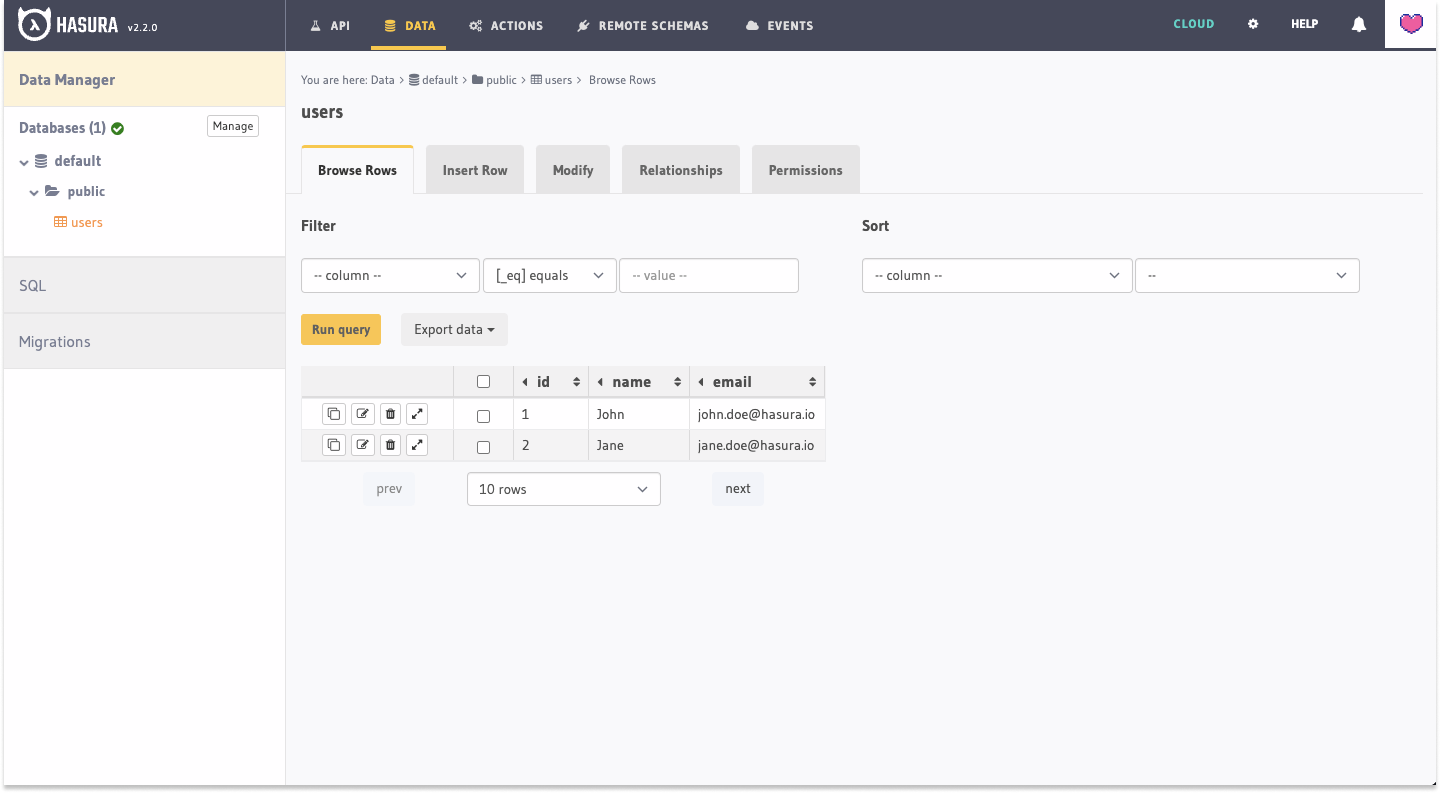 HASURA v2.2.0
API DATA ACTIONS REMOTE SCHEMAS EVENTS CLOUD HELP
Data Manager
Databases (1) Manage
default
public
users
SQL
Migrations
You are here: Data > default > public > users > Browse Rows
users
Browse Rows Insert Row Modify Relationships Permissions
Filter Sort
-- column -- [_eq] equals -- value -- -- column -- --
Run query Export data
id name email
1 John john.doe@hasura.io
2 Jane jane.doe@hasura.io
prev 10 rows next